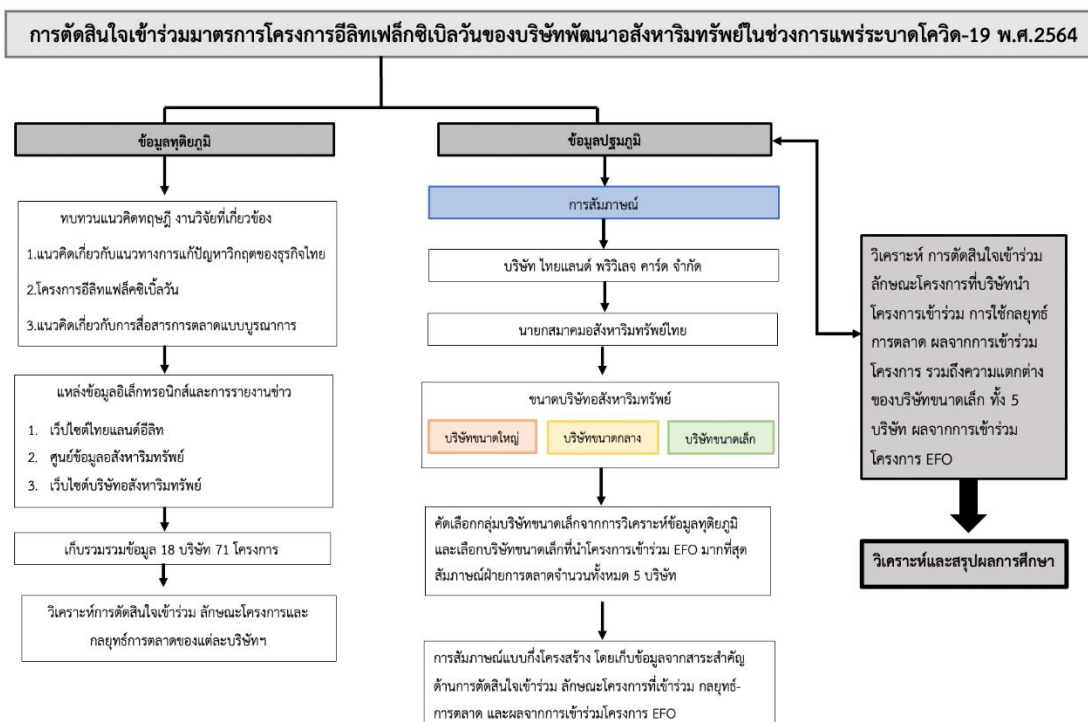 การตัดสินใจเข้าร่วมมาตรการโครงการอีลิทเฟล็กซิเบิลวันของบริษัทพัฒนาอสังหาริมทรัพย์ในช่วงการแพร่ระบาดโควิด-19 พ.ศ.2564
ข้อมูลทุติยภูมิ
ทบทวนแนวคิดทฤษฎี งานวิจัยที่เกี่ยวข้อง
1.แนวคิดเกี่ยวกับแนวทางการแก้ปัญหาวิกฤตของธุรกิจไทย
2.โครงการอีลิทแฟล็คซิเบิ้ลวัน
3.แนวคิดเกี่ยวกับการสื่อสารการตลาดแบบบูรณาการ
แหล่งข้อมูลอิเล็กทรอนิกส์และการรายงานข่าว
1. เว็ปไซต์ไทยแลนด์อีลิท
2. ศูนย์ข้อมูลอสังหาริมทรัพย์
3. เว็บไซต์บริษัทอสังหาริมทรัพย์
เก็บรวมรวมข้อมูล 18 บริษัท 71 โครงการ
วิเคราะห์การตัดสินใจเข้าร่วม ลักษณะโครงการและ
กลยุทธ์การตลาดของแต่ละบริษัทฯ
ข้อมูลปฐมภูมิ
การสัมภาษณ์
บริษัท ไทยแลนด์ พริวิเลจ คาร์ด จำกัด
นายกสมาคมอสังหาริมทรัพย์ไทย
ขนาดบริษัทอสังหาริมทรัพย์
บริษัทขนาดใหญ่ บริษัทขนาดกลาง บริษัทขนาดเล็ก
คัดเลือกกลุ่มบริษัทขนาดเล็กจากการวิเคราะห์ข้อมูลทุติยภูมิ
และเลือกบริษัทขนาดเล็กที่นำโครงการเข้าร่วม EFO มากที่สุด
สัมภาษณ์ฝ่ายการตลาดจำนวนทั้งหมด 5 บริษัท
การสัมภาษณ์แบบกึ่งโครงสร้าง โดยเก็บข้อมูลจากสาระสำคัญ
ด้านการตัดสินใจเข้าร่วม ลักษณะโครงการที่เข้าร่วม กลยุทธ์-
การตลาด และผลจากการเข้าร่วมโครงการ EFO
วิเคราะห์ การตัดสินใจเข้าร่วม
ลักษณะโครงการที่บริษัทนำ
โครงการเข้าร่วม การใช้กลยุทธ์
การตลาด ผลจากการเข้าร่วม
โครงการ รวมถึงความแตกต่าง
ของบริษัทขนาดเล็ก ทั้ง 5
บริษัท ผลจากการเข้าร่วม
โครงการ EFO
วิเคราะห์และสรุปผลการศึกษา